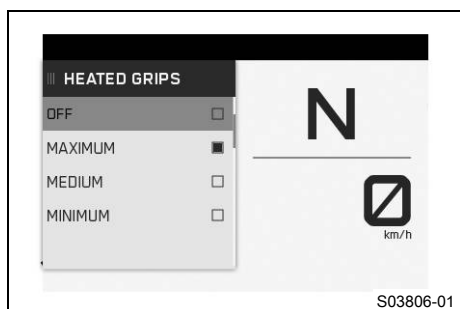 HEATED GRIPS
OFF
MAXIMUM
MEDIUM
MINIMUM
N
0
km/h
S03806-01